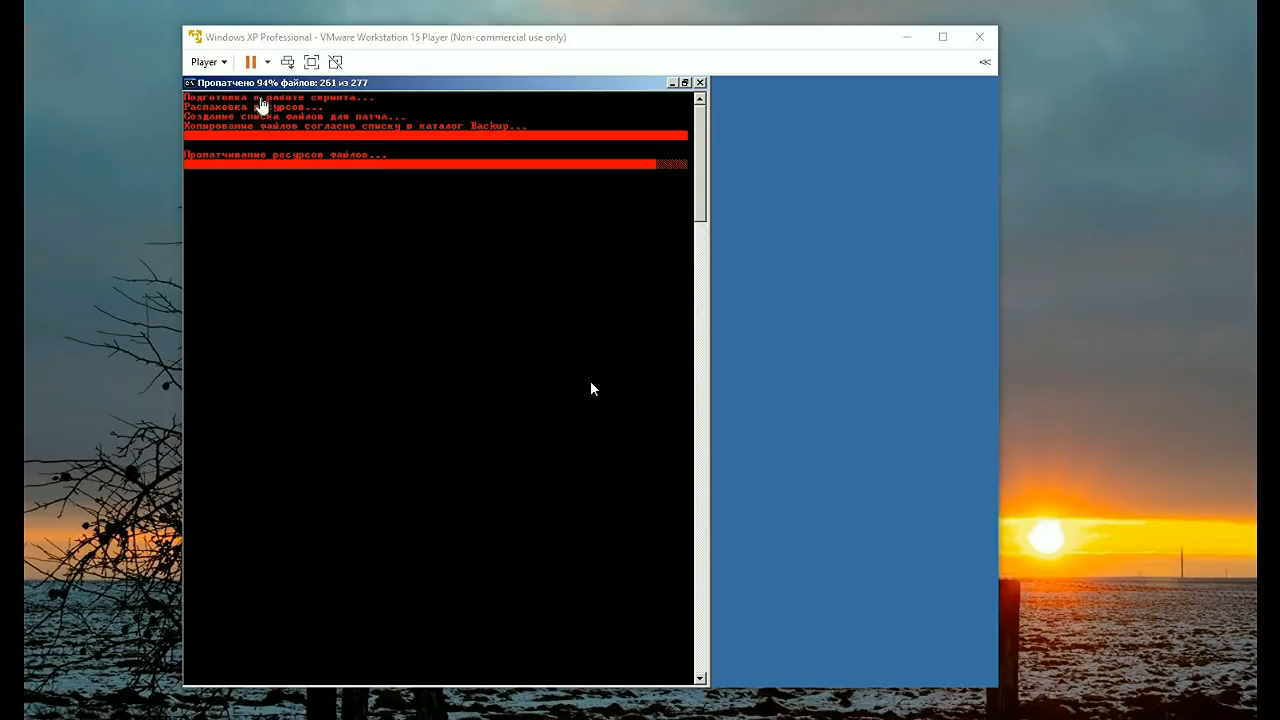 Windows XP Professional - VMware Workstation 15 Player (Non-commercial use only)
Player
Пропатчено 94% файлов: 261 из 277
Подготовка к работе скрипта...
Распаковка ресурсов...
Создание списка файлов для патча...
Копирование файлов согласно списку в каталог Backup...
Пропатчивание ресурсов файлов...